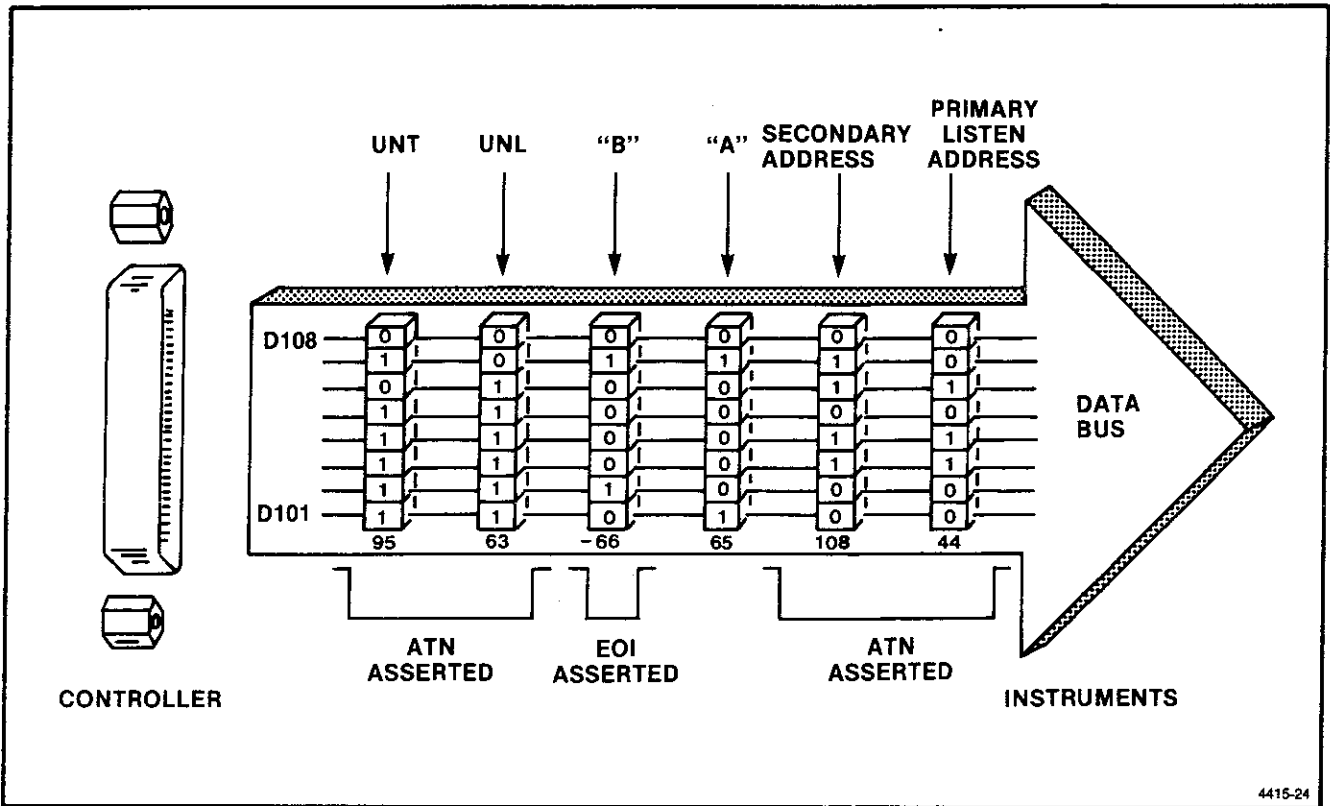 PRIMARY
UNT UNL "B" "A" SECONDARY LISTEN
ADDRESS ADDRESS
D108 0 0 0 0 0 0
1 0 1 1 1 0
0 1 0 0 1 1
1 1 0 0 0 0
1 1 0 0 1 1
1 1 0 0 1 1
1 1 1 0 0 0
D101 1 1 0 1 0 0
95 63 -66 65 108 44
DATA
BUS
ATN EOI ATN
ASSERTED ASSERTED ASSERTED
CONTROLLER INSTRUMENTS
4415-24